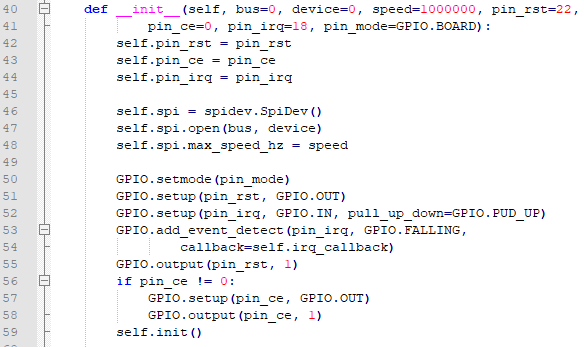 40 def __init__(self, bus=0, device=0, speed=1000000, pin_rst=22,
41 pin_ce=0, pin_irq=18, pin_mode=GPIO.BOARD):
42 self.pin_rst = pin_rst
43 self.pin_ce = pin_ce
44 self.pin_irq = pin_irq
45
46 self.spi = spidev.SpiDev()
47 self.spi.open(bus, device)
48 self.spi.max_speed_hz = speed
49
50 GPIO.setmode(pin_mode)
51 GPIO.setup(pin_rst, GPIO.OUT)
52 GPIO.setup(pin_irq, GPIO.IN, pull_up_down=GPIO.PUD_UP)
53 GPIO.add_event_detect(pin_irq, GPIO.FALLING,
54 callback=self.irq_callback)
55 GPIO.output(pin_rst, 1)
56 if pin_ce != 0:
57 GPIO.setup(pin_ce, GPIO.OUT)
58 GPIO.output(pin_ce, 1)
59 self.init()